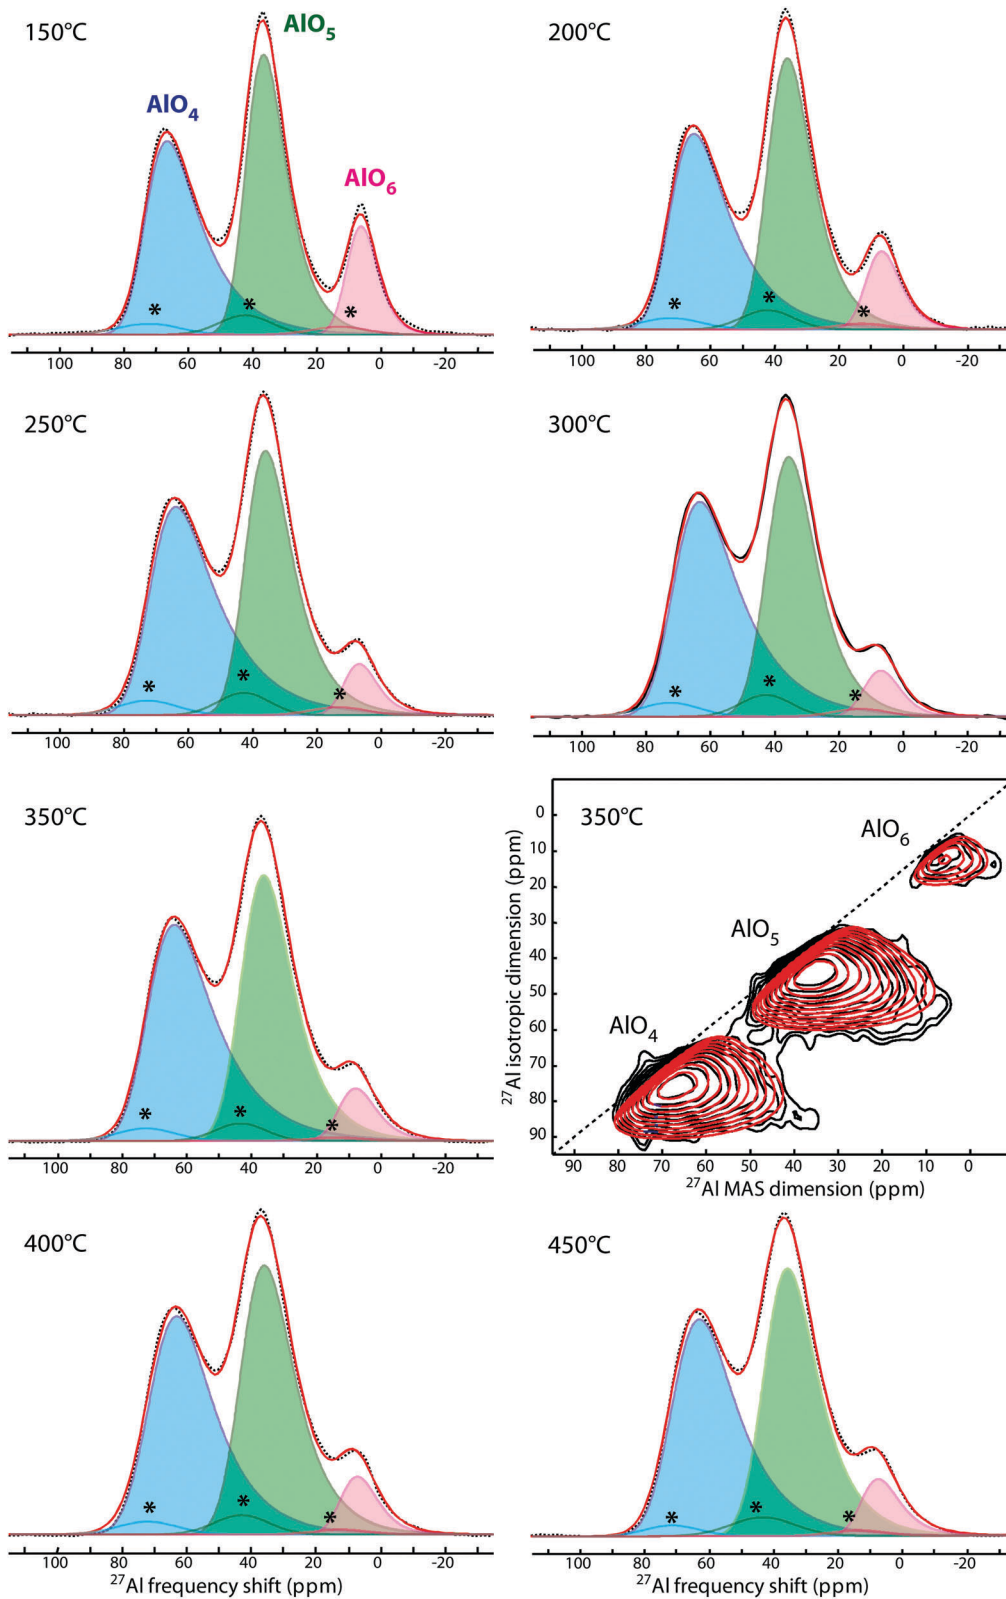 150°C
AlO₅
AlO₄
AlO₆
* * *
100 80 60 40 20 0 -20
200°C
* * *
100 80 60 40 20 0 -20
250°C
* * *
100 80 60 40 20 0 -20
300°C
* * *
100 80 60 40 20 0 -20
350°C
* * *
100 80 60 40 20 0 -20
350°C
AlO₆
AlO₅
AlO₄
²⁷Al isotropic dimension (ppm)
0
10
20
30
40
50
60
70
80
90
90 80 70 60 50 40 30 20 10 0
²⁷Al MAS dimension (ppm)
400°C
* * *
100 80 60 40 20 0 -20
²⁷Al frequency shift (ppm)
450°C
* * *
100 80 60 40 20 0 -20
²⁷Al frequency shift (ppm)